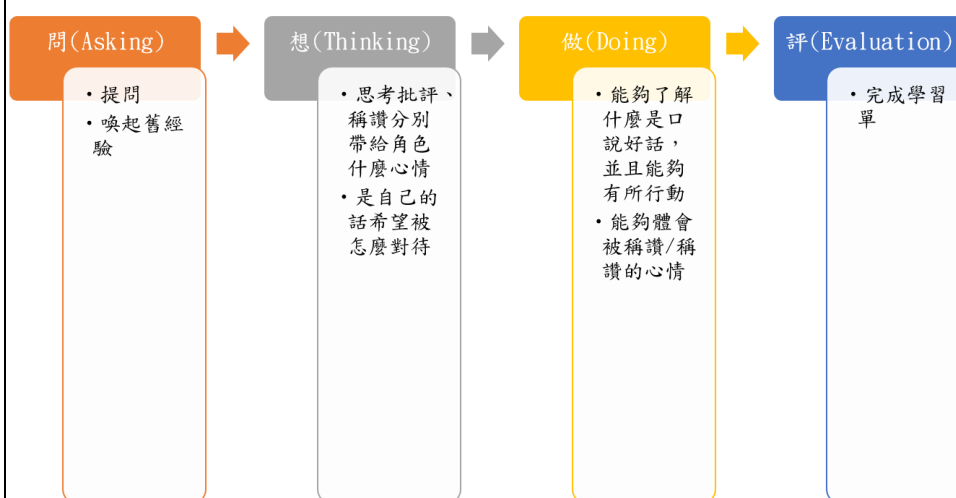 問(Asking)
・提問
・喚起舊經
驗
想(Thinking)
・思考批評、
稱讚分別
帶給角色
什麼心情
・是自己的
話希望被
怎麼對待
做(Doing)
・能夠了解
什麼是口
說好話，
並且能夠
有所行動
・能夠體會
被稱讚/稱
讚的心情
評(Evaluation)
・完成學習
單